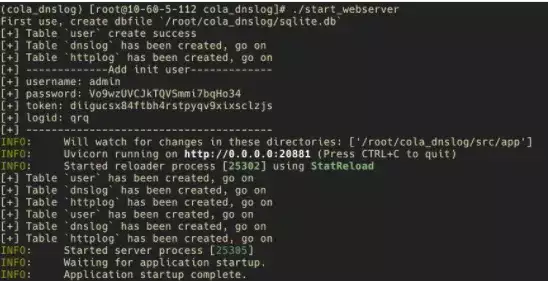 (cola_dnslog) [root@10-60-5-112 cola_dnslog]# ./start_webserver
First use, create dbfile `/root/cola_dnslog/sqlite.db`
[+] Table `user` create success
[+] Table `dnslog` has been created, go on
[+] Table `httplog` has been created, go on
[+] -------------Add init user-------------
[+] username: admin
[+] password: Vo9wzUVCJkTQVSmmi7bqHo34
[+] token: diigucsx84ftbh4rstpyqv9xixsclzjs
[+] logid: qrq
[+] ---------------------------------------
INFO: Will watch for changes in these directories: ['/root/cola_dnslog/src/app']
INFO: Uvicorn running on http://0.0.0.0:20881 (Press CTRL+C to quit)
INFO: Started reloader process [25302] using StatReload
[+] Table `user` has been created, go on
[+] Table `dnslog` has been created, go on
[+] Table `httplog` has been created, go on
[+] Table `user` has been created, go on
[+] Table `dnslog` has been created, go on
[+] Table `httplog` has been created, go on
INFO: Started server process [25305]
INFO: Waiting for application startup.
INFO: Application startup complete.